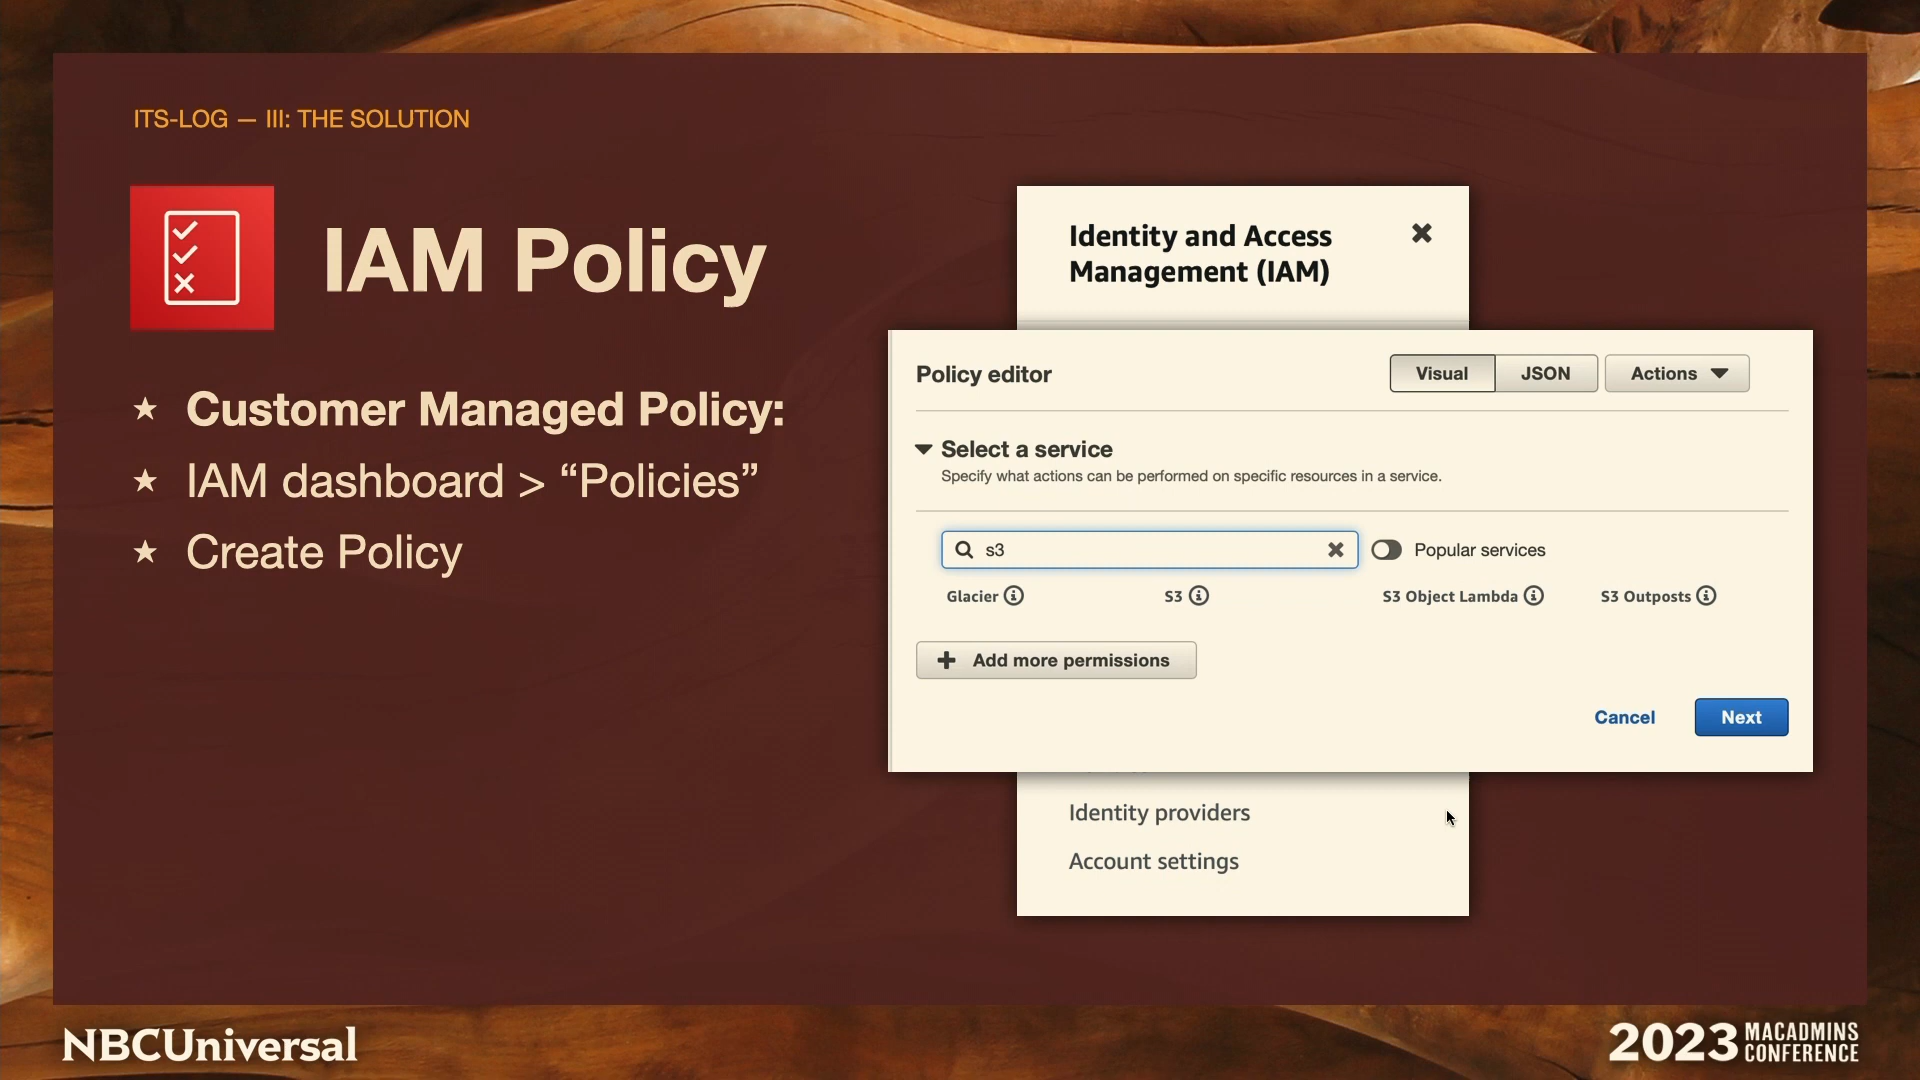 ITS-LOG — III: THE SOLUTION
IAM Policy
★ Customer Managed Policy:
★ IAM dashboard > “Policies”
★ Create Policy
Identity and Access
Management (IAM)
Policy editor
Visual
JSON
Actions
Select a service
Specify what actions can be performed on specific resources in a service.
s3
Popular services
Glacier
S3
S3 Object Lambda
S3 Outposts
Add more permissions
Cancel
Next
Identity providers
Account settings
NBCUniversal
2023 MACADMINS
CONFERENCE